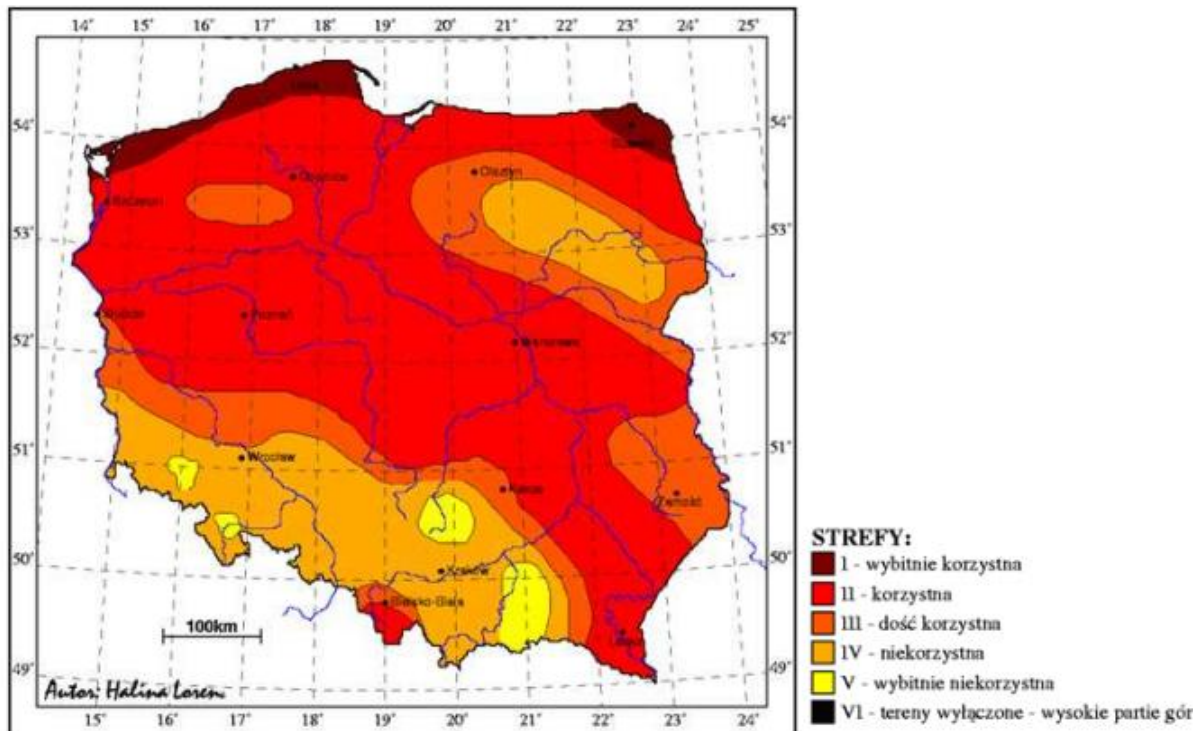 14° 15° 16° 17° 18° 19° 20° 21° 22° 23° 24° 25°
54° 54°
53° 53°
52° 52°
51° 51°
50° 50°
49° 49°
Olsztyn
Chojnice
Szczecin
Poznań
Warszawa
Wrocław
Kielce
Zamość
Kraków
Bielsko-Biała
100km
Autor: Halina Loren.
15° 16° 17° 18° 19° 20° 21° 22° 23° 24°
STREFY:
I - wybitnie korzystna
II - korzystna
III - dość korzystna
IV - niekorzystna
V - wybitnie niekorzystna
VI - tereny wyłączone - wysokie partie gór